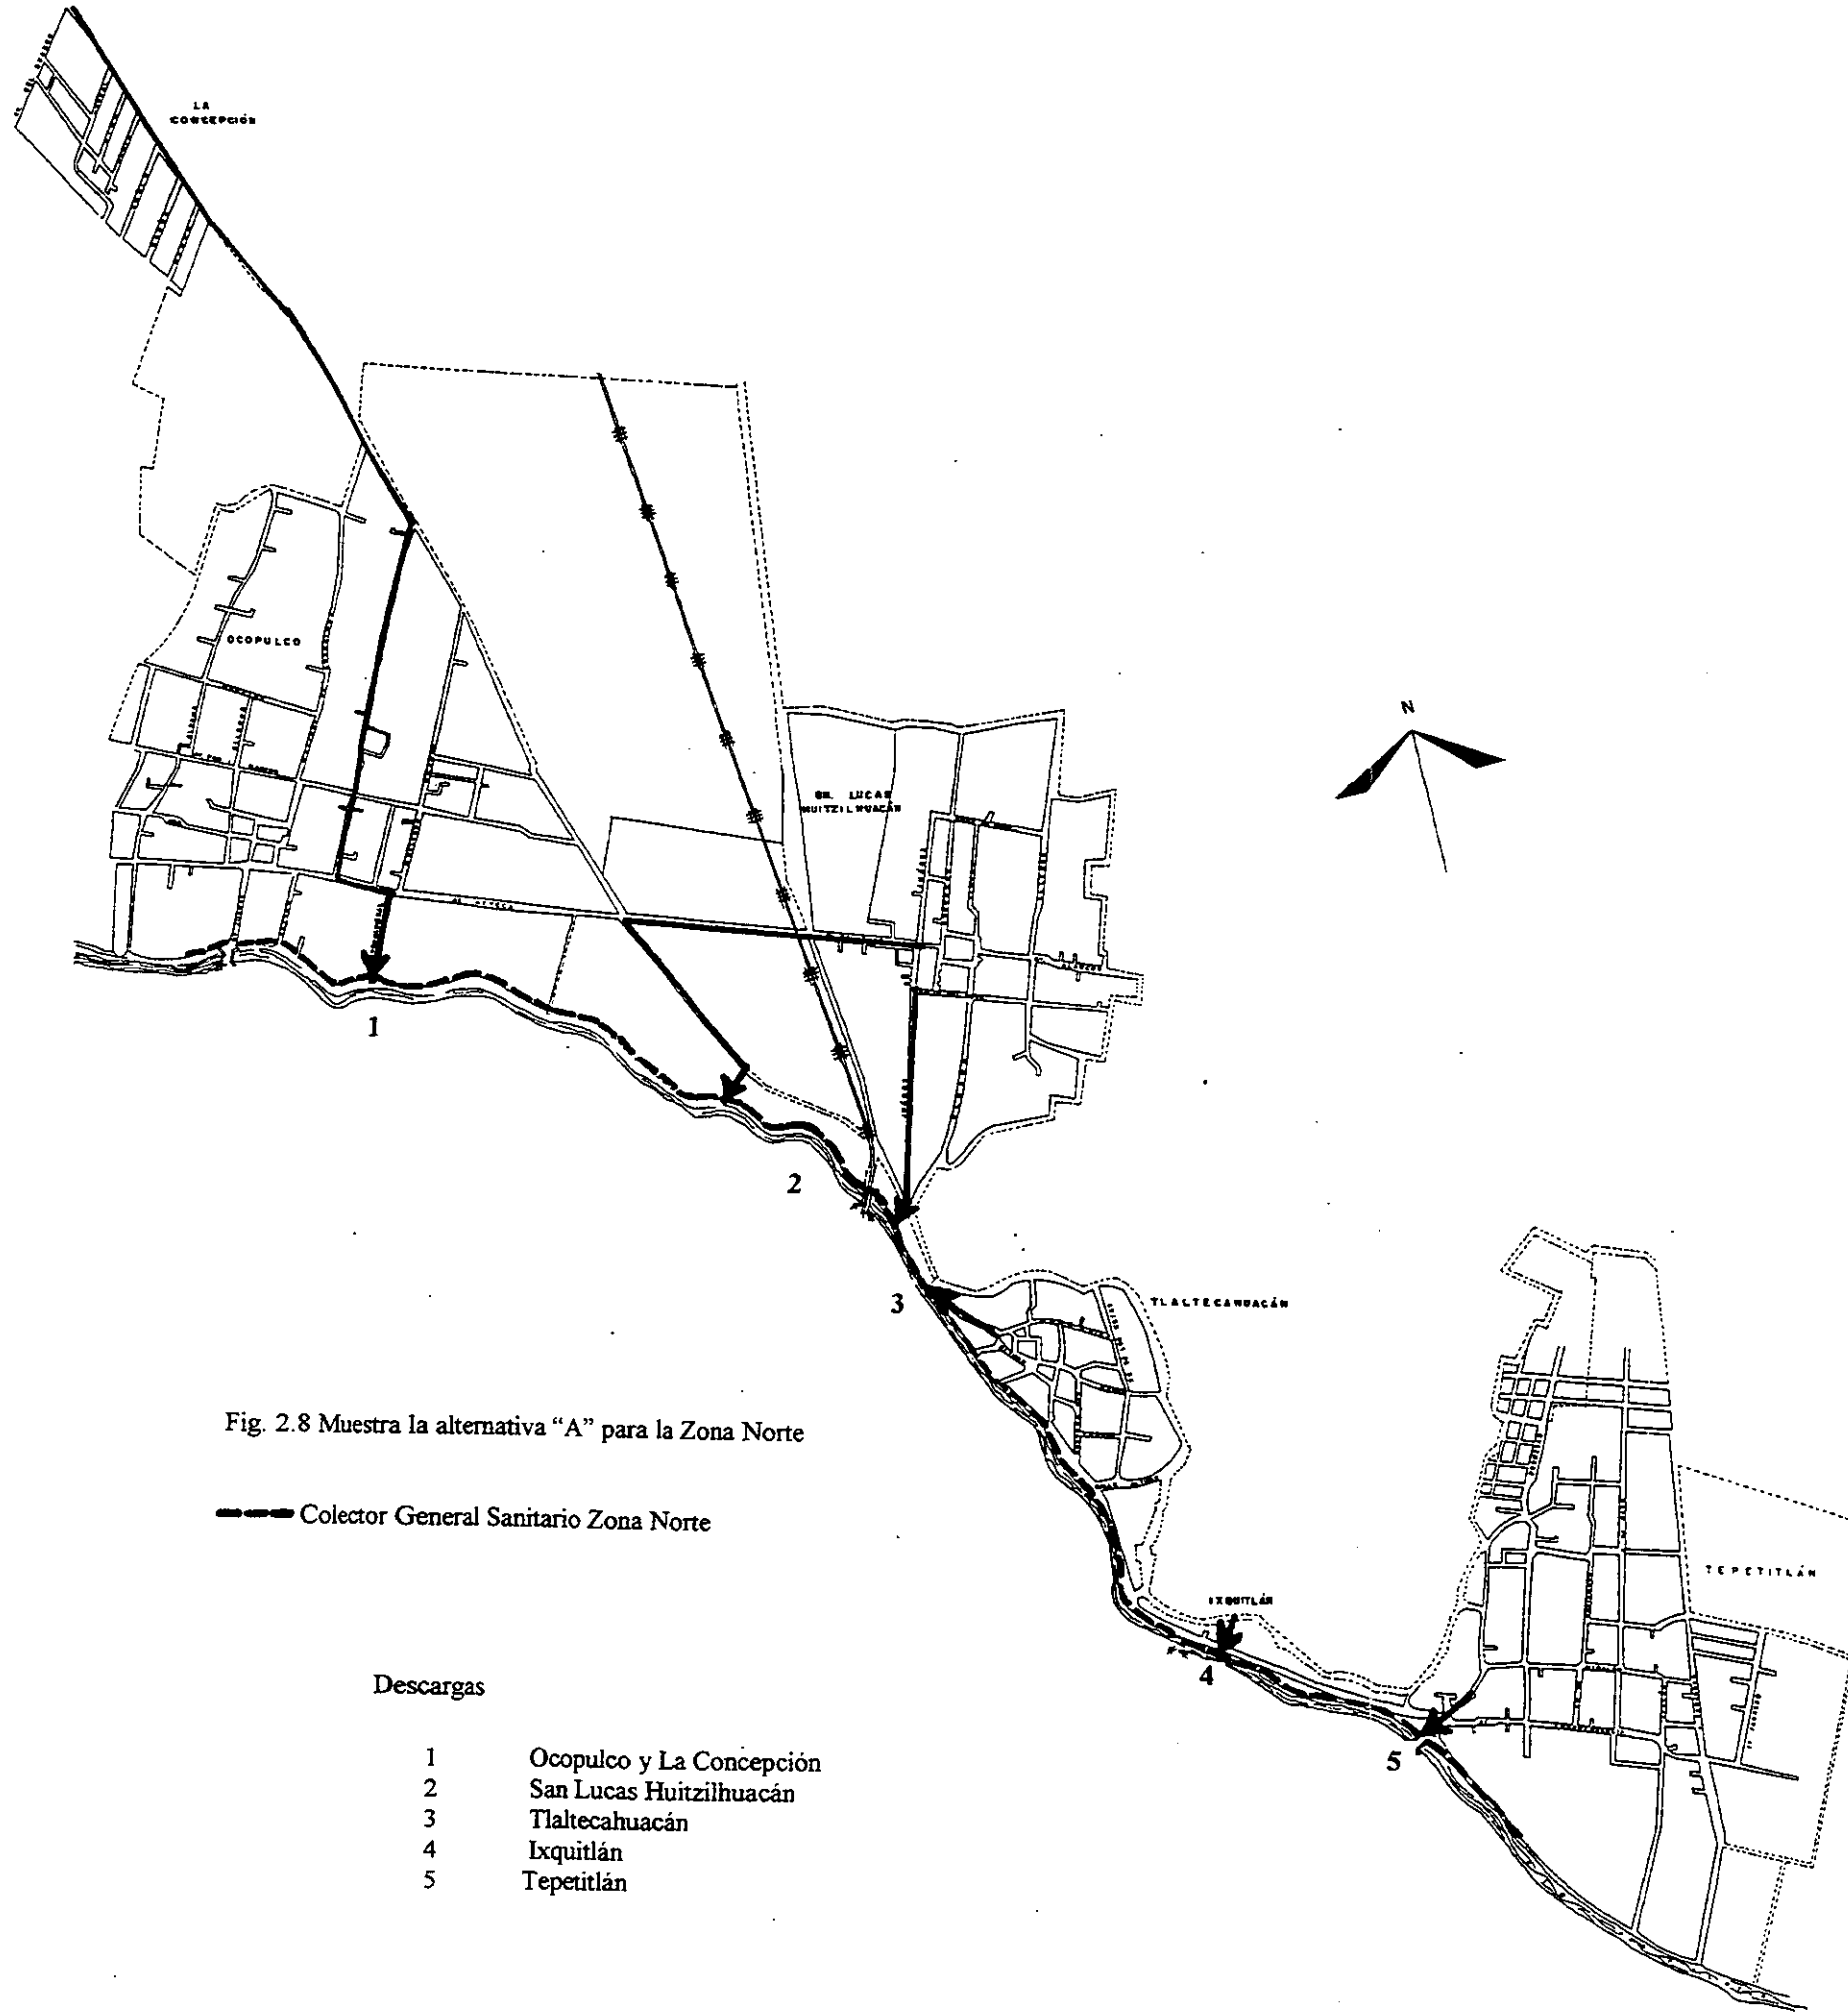 LA
CONCEPCIÓN
OCOPULCO
N
SN. LUCAS
HUITZILHUACÁN
1
2
3
TLALTECAHUACÁN
Fig. 2.8 Muestra la alternativa “A” para la Zona Norte
Colector General Sanitario Zona Norte
TEPETITLÁN
IXQUITLÁN
4
5
Descargas
1 Ocopulco y La Concepción
2 San Lucas Huitzilhuacán
3 Tlaltecahuacán
4 Ixquitlán
5 Tepetitlán